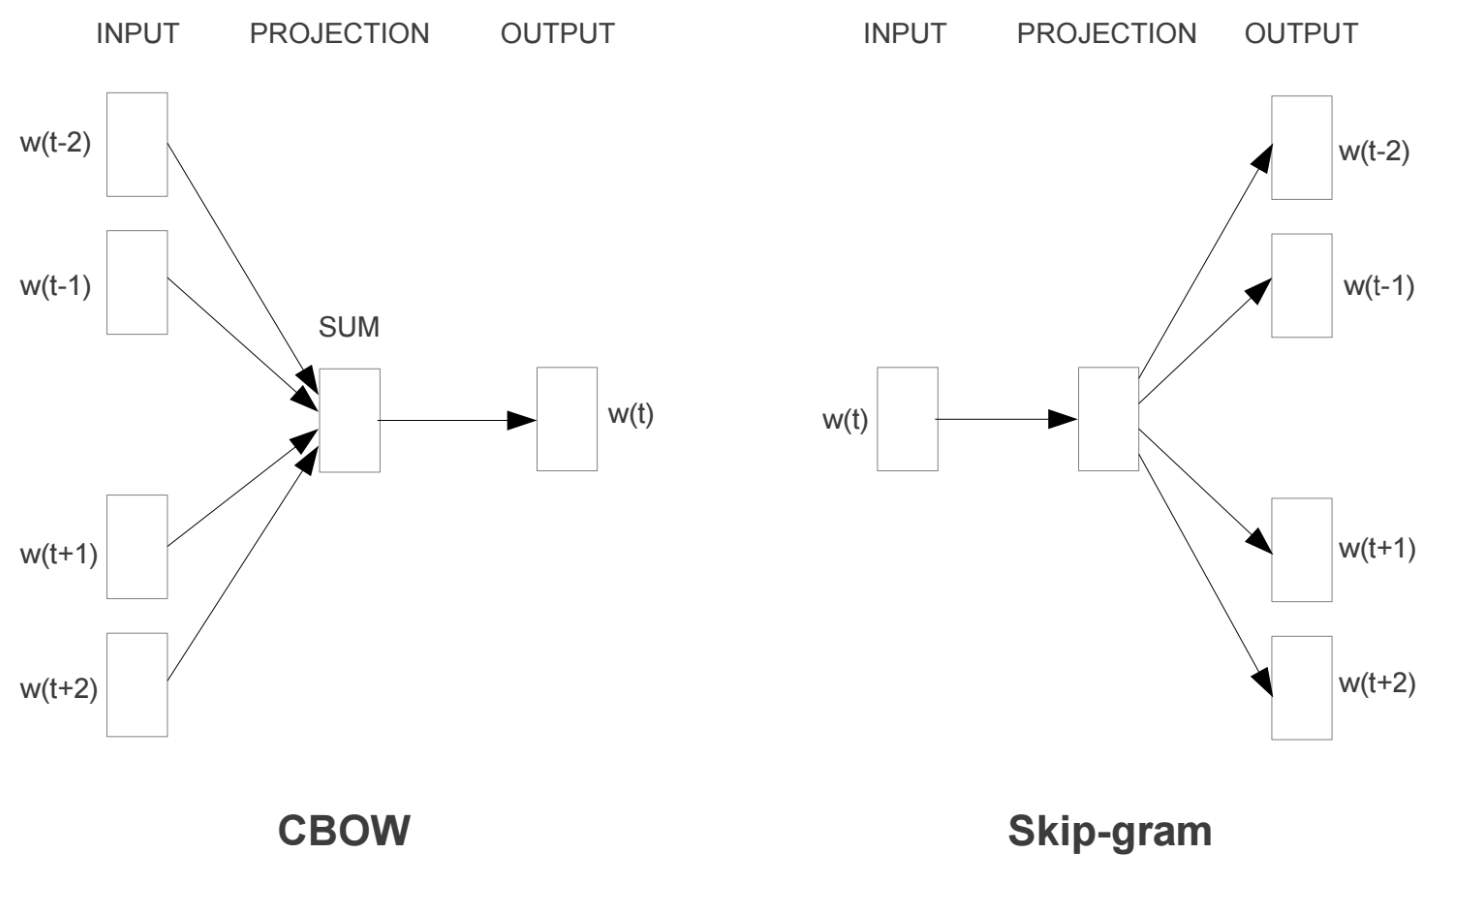 INPUT PROJECTION OUTPUT
w(t-2)
w(t-1)
SUM
w(t)
w(t+1)
w(t+2)
CBOW
INPUT PROJECTION OUTPUT
w(t-2)
w(t-1)
w(t)
w(t+1)
w(t+2)
Skip-gram